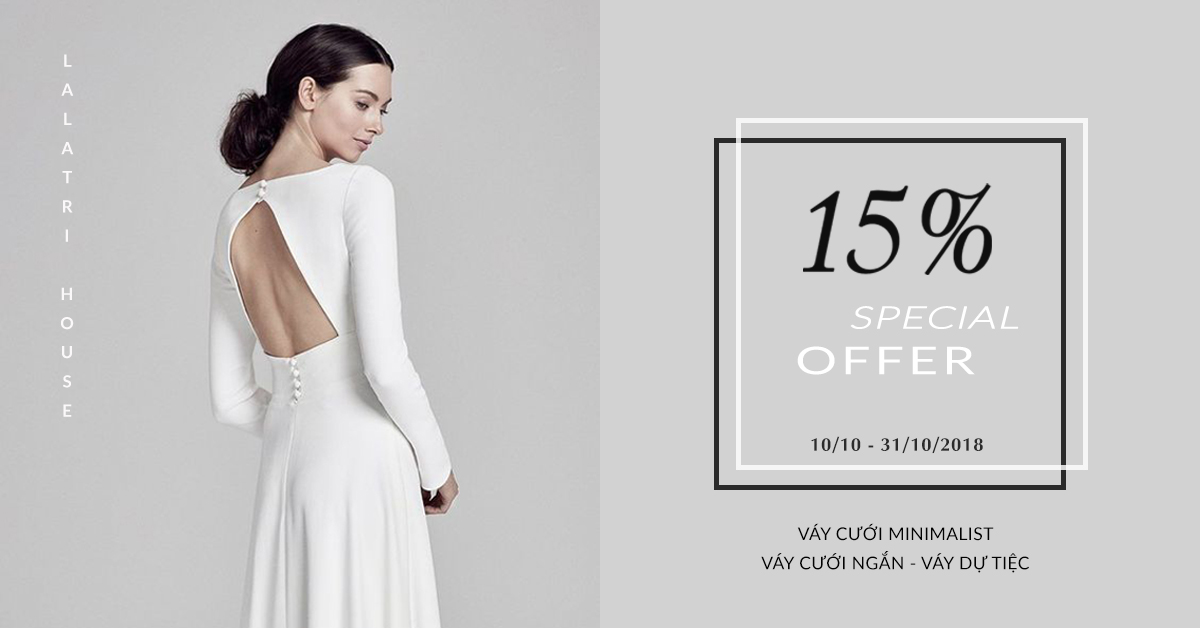 LALATRI HOUSE
15%
SPECIAL
OFFER
10/10 - 31/10/2018
VÁY CƯỚI MINIMALIST
VÁY CƯỚI NGẮN - VÁY DỰ TIỆC